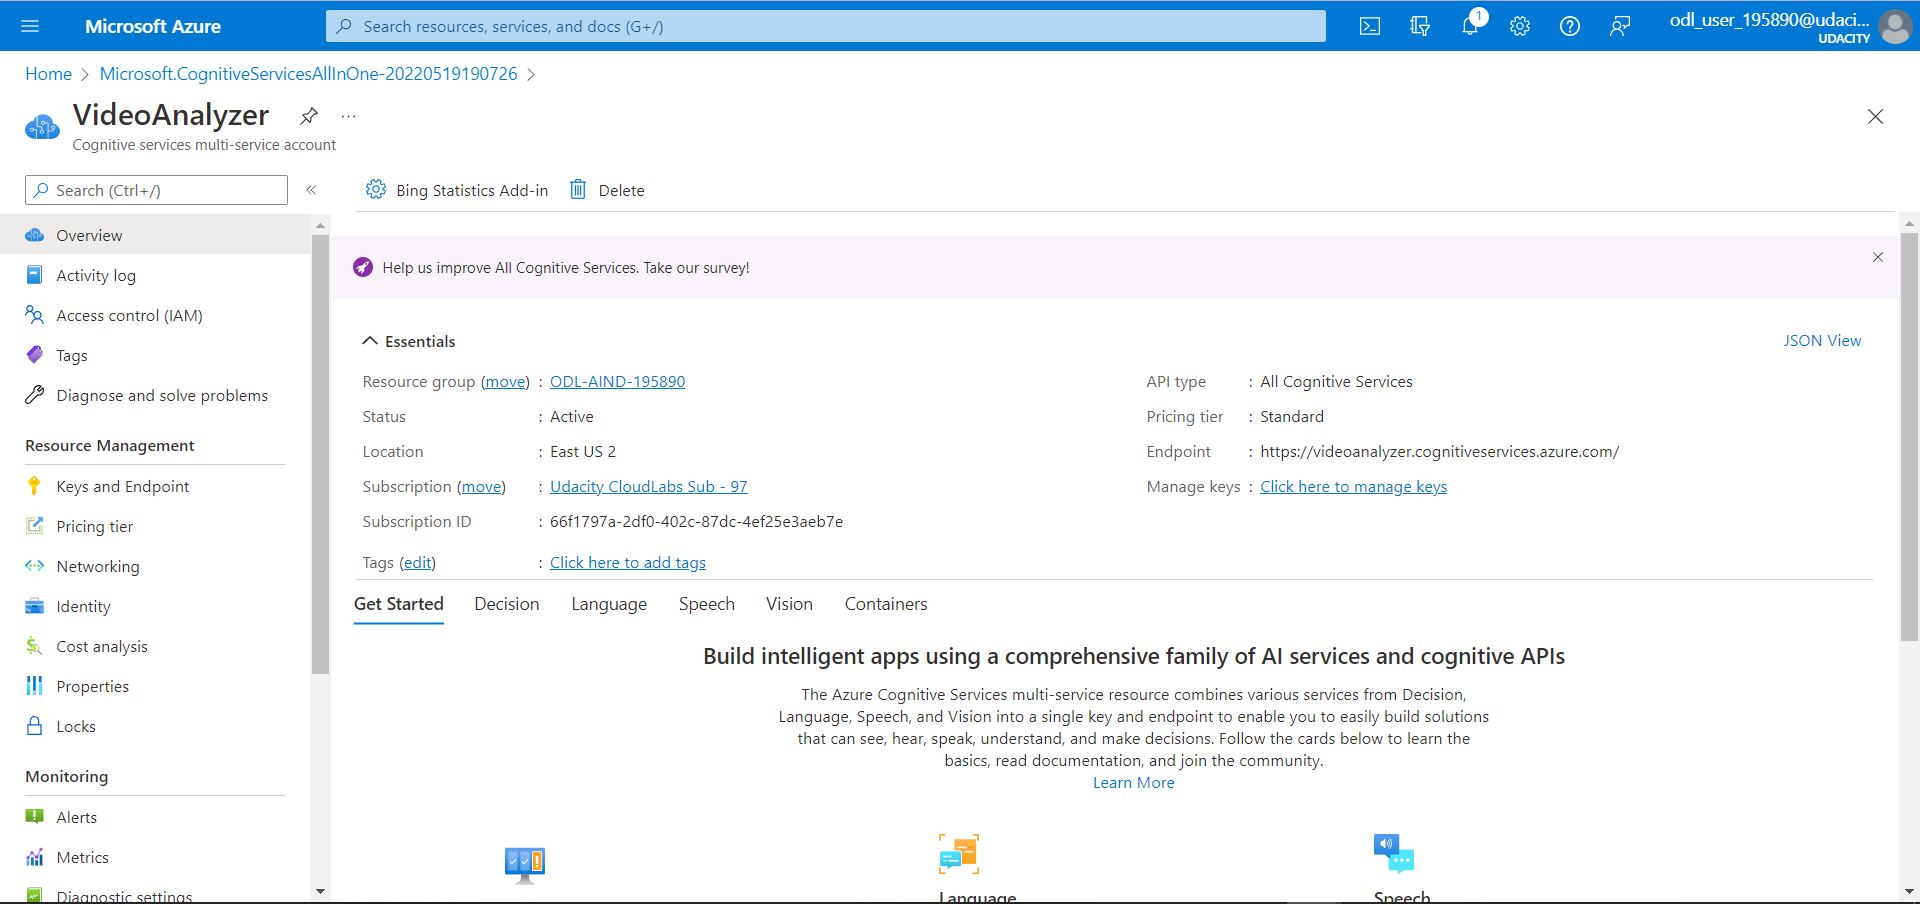 Microsoft Azure
Search resources, services, and docs (G+/)
1
odl_user_195890@udaci...
UDACITY
Home > Microsoft.CognitiveServicesAllInOne-20220519190726 >
VideoAnalyzer ...
Cognitive services multi-service account
Search (Ctrl+/)
«
Bing Statistics Add-in
Delete
Overview
Activity log
Access control (IAM)
Tags
Diagnose and solve problems
Resource Management
Keys and Endpoint
Pricing tier
Networking
Identity
Cost analysis
Properties
Locks
Monitoring
Alerts
Metrics
Diagnostic settings
Help us improve All Cognitive Services. Take our survey!
Essentials
JSON View
Resource group (move) : ODL-AIND-195890
Status : Active
Location : East US 2
Subscription (move) : Udacity CloudLabs Sub - 97
Subscription ID : 66f1797a-2df0-402c-87dc-4ef25e3aeb7e
Tags (edit) : Click here to add tags
API type : All Cognitive Services
Pricing tier : Standard
Endpoint : https://videoanalyzer.cognitiveservices.azure.com/
Manage keys : Click here to manage keys
Get Started Decision Language Speech Vision Containers
Build intelligent apps using a comprehensive family of AI services and cognitive APIs
The Azure Cognitive Services multi-service resource combines various services from Decision,
Language, Speech, and Vision into a single key and endpoint to enable you to easily build solutions
that can see, hear, speak, understand, and make decisions. Follow the cards below to learn the
basics, read documentation, and join the community.
Learn More
Language
Speech